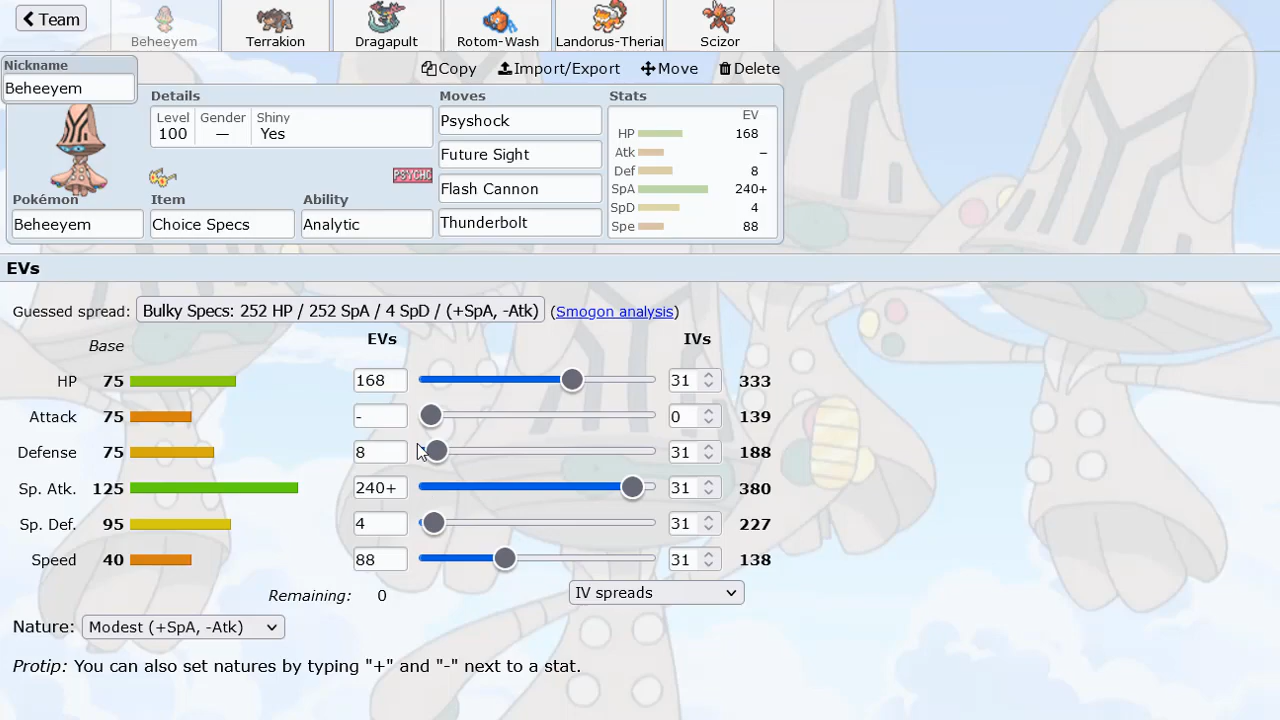 Team
Beheeyem
Terrakion
Dragapult
Rotom-Wash
Landorus-Therian
Scizor
Nickname
Beheeyem
Copy
Import/Export
Move
Delete
Details
Level
100
Gender
—
Shiny
Yes
PSYCHC
Pokémon
Beheeyem
Item
Choice Specs
Ability
Analytic
Moves
Psyshock
Future Sight
Flash Cannon
Thunderbolt
Stats
EV
HP 168
Atk –
Def 8
SpA 240+
SpD 4
Spe 88
EVs
Guessed spread: Bulky Specs: 252 HP / 252 SpA / 4 SpD / (+SpA, -Atk) (Smogon analysis)
Base EVs IVs
HP 75 168 31 333
Attack 75 - 0 139
Defense 75 8 31 188
Sp. Atk. 125 240+ 31 380
Sp. Def. 95 4 31 227
Speed 40 88 31 138
Remaining: 0
IV spreads
Nature: Modest (+SpA, -Atk)
Protip: You can also set natures by typing "+" and "-" next to a stat.